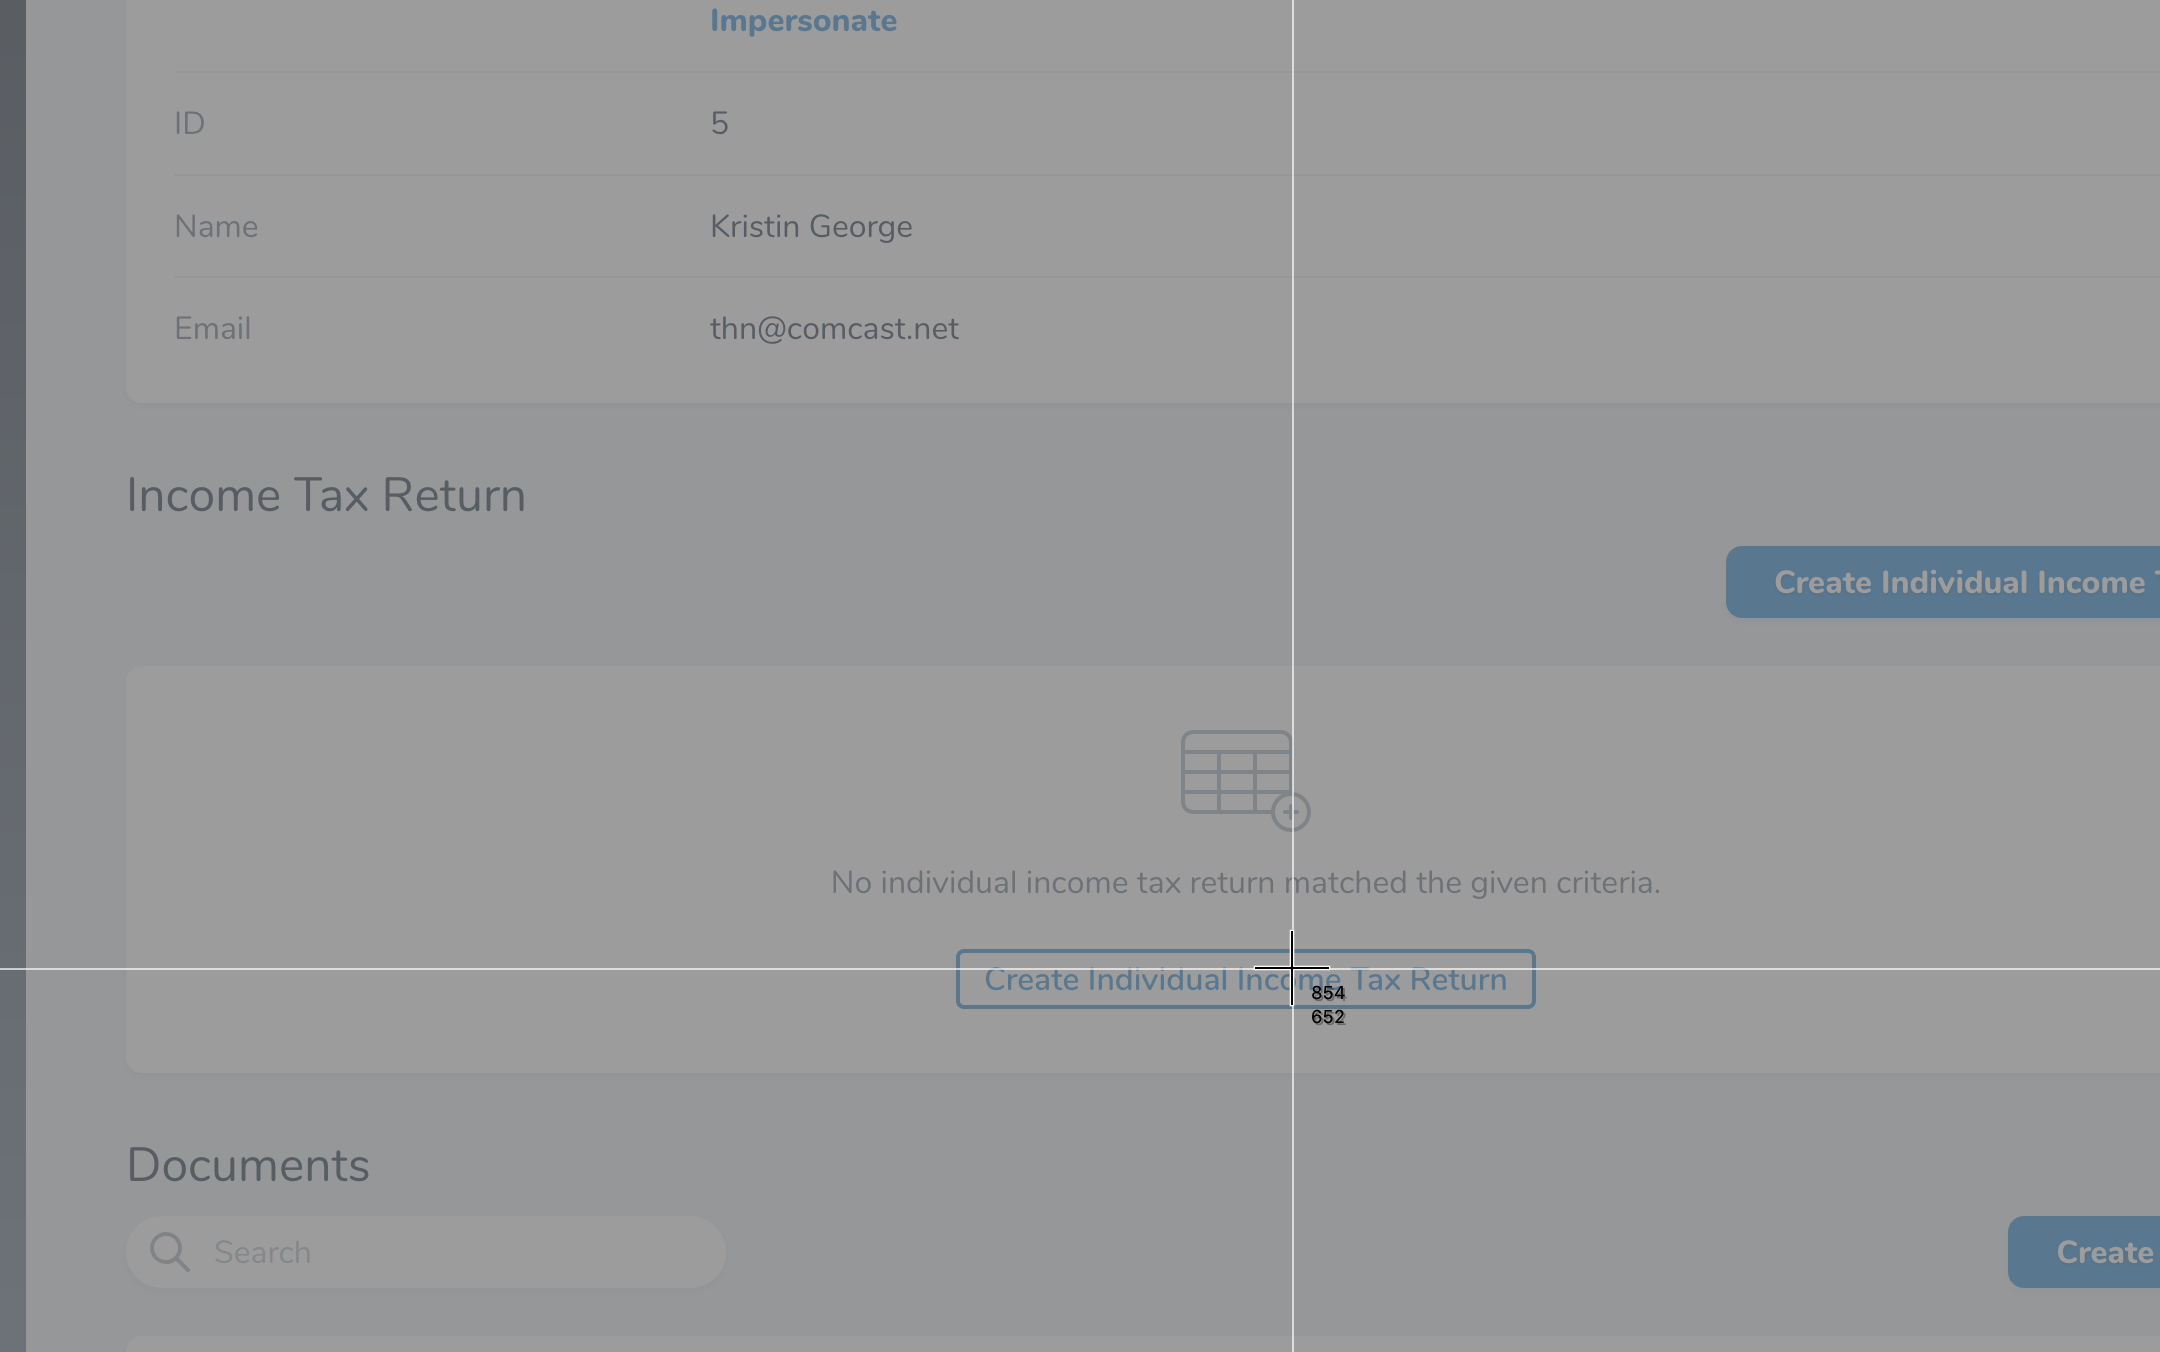 Impersonate
ID 5
Name Kristin George
Email thn@comcast.net
Income Tax Return
Create Individual Income
No individual income tax return matched the given criteria.
Create Individual Income Tax Return
854
652
Documents
Search
Create